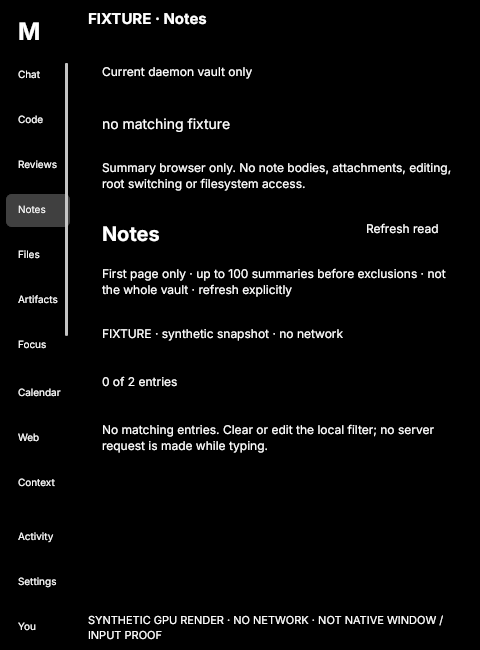 M
Chat
Code
Reviews
Notes
Files
Artifacts
Focus
Calendar
Web
Context
Activity
Settings
You
FIXTURE · Notes
Current daemon vault only
no matching fixture
Summary browser only. No note bodies, attachments, editing,
root switching or filesystem access.
Notes
Refresh read
First page only · up to 100 summaries before exclusions · not
the whole vault · refresh explicitly
FIXTURE · synthetic snapshot · no network
0 of 2 entries
No matching entries. Clear or edit the local filter; no server
request is made while typing.
SYNTHETIC GPU RENDER · NO NETWORK · NOT NATIVE WINDOW /
INPUT PROOF